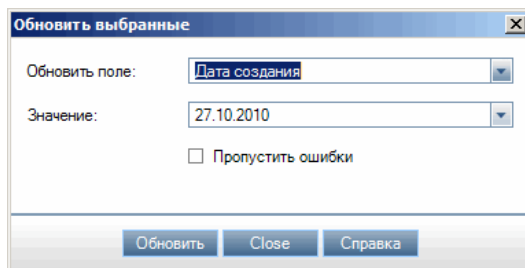 Обновить выбранные
Обновить поле: Дата создания
Значение: 27.10.2010
Пропустить ошибки
Обновить Close Справка